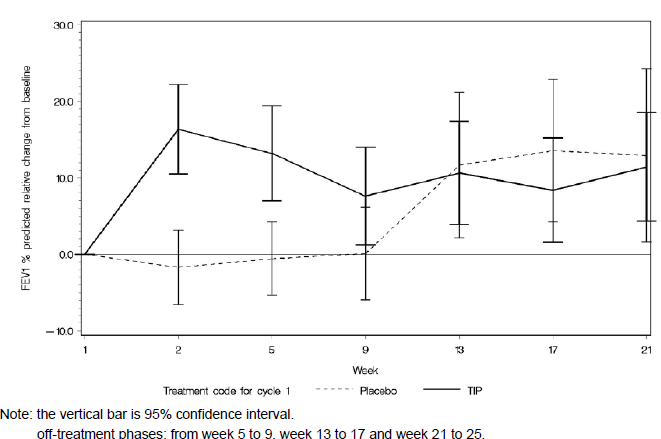 30.0
20.0
10.0
0.0
−10.0
FEV1 % predicted relative change from baseline
1 2 5 9 13 17 21
Week
Treatment code for cycle 1 Placebo TIP
Note: the vertical bar is 95% confidence interval.
off-treatment phases: from week 5 to 9, week 13 to 17 and week 21 to 25.